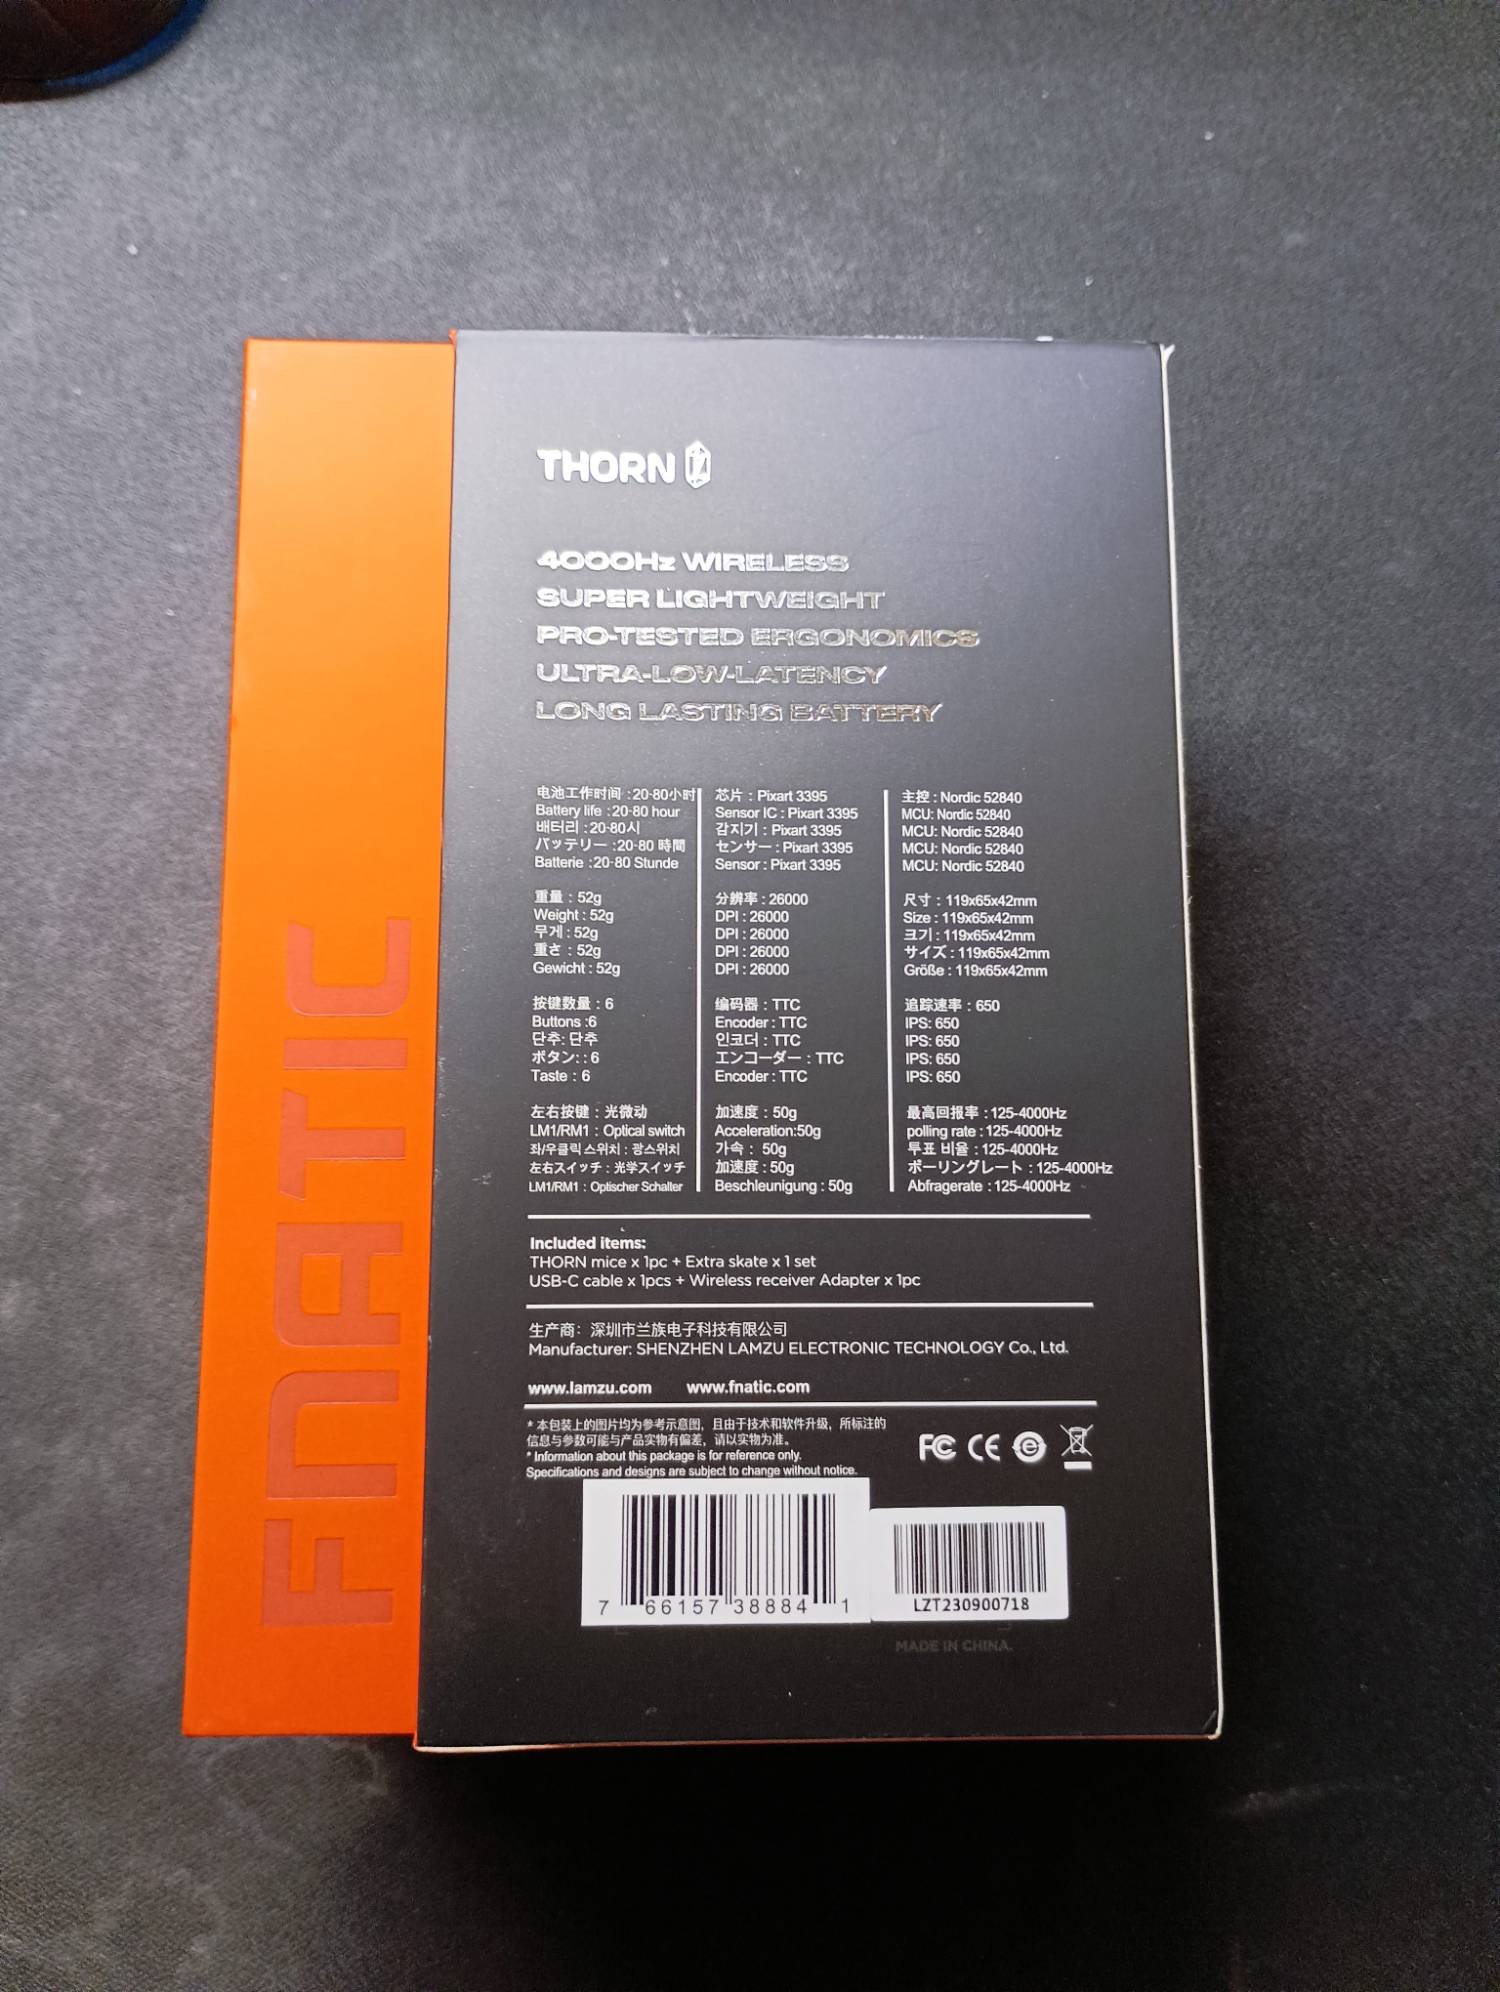 FNATIC
THORN
4000Hz WIRELESS
SUPER LIGHTWEIGHT
PRO-TESTED ERGONOMICS
ULTRA-LOW-LATENCY
LONG LASTING BATTERY
电池工作时间 :20-80小时
Battery life :20-80 hour
배터리 :20-80시
バッテリー :20-80 時間
Batterie :20-80 Stunde
重量 : 52g
Weight : 52g
무게 : 52g
重さ : 52g
Gewicht : 52g
按键数量 : 6
Buttons :6
단추: 단추
ボタン: : 6
Taste : 6
左右按键 : 光微动
LM1/RM1 : Optical switch
좌/우클릭 스위치 : 광스위치
左右スイッチ : 光学スイッチ
LM1/RM1 : Optischer Schalter
芯片 : Pixart 3395
Sensor IC : Pixart 3395
감지기 : Pixart 3395
センサー : Pixart 3395
Sensor : Pixart 3395
分辨率 : 26000
DPI : 26000
DPI : 26000
DPI : 26000
DPI : 26000
编码器 : TTC
Encoder : TTC
인코더 : TTC
エンコーダー : TTC
Encoder : TTC
加速度 : 50g
Acceleration:50g
가속 : 50g
加速度 : 50g
Beschleunigung : 50g
主控 : Nordic 52840
MCU: Nordic 52840
MCU: Nordic 52840
MCU: Nordic 52840
MCU: Nordic 52840
尺寸 : 119x65x42mm
Size : 119x65x42mm
크기 : 119x65x42mm
サイズ : 119x65x42mm
Größe : 119x65x42mm
追踪速率 : 650
IPS: 650
IPS: 650
IPS: 650
IPS: 650
最高回报率 : 125-4000Hz
polling rate : 125-4000Hz
투표 비율 : 125-4000Hz
ポーリングレート : 125-4000Hz
Abfragerate : 125-4000Hz
Included items:
THORN mice x 1pc + Extra skate x 1 set
USB-C cable x 1pcs + Wireless receiver Adapter x 1pc
生产商: 深圳市兰族电子科技有限公司
Manufacturer: SHENZHEN LAMZU ELECTRONIC TECHNOLOGY Co., Ltd.
www.lamzu.com www.fnatic.com
* 本包装上的图片均为参考示意图, 且由于技术和软件升级, 所标注的
信息与参数可能与产品实物有偏差, 请以实物为准。
* Information about this package is for reference only.
Specifications and designs are subject to change without notice.
FC CE
7 66157 38884 1
LZT230900718
MADE IN CHINA.